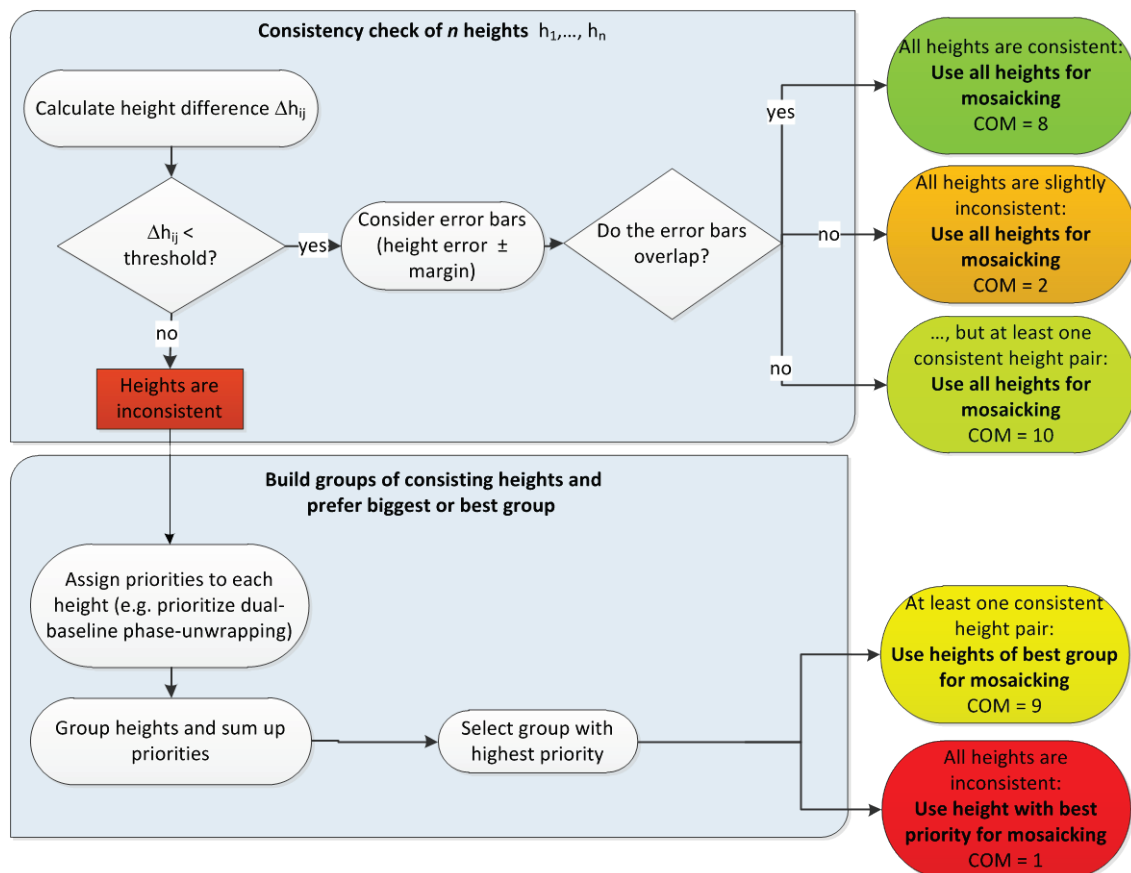 Consistency check of n heights h1,..., hn
Calculate height difference Δhij
Δhij <
threshold?
yes
Consider error bars
(height error ±
margin)
Do the error bars
overlap?
yes
no
no
no
Heights are
inconsistent
All heights are consistent:
Use all heights for
mosaicking
COM = 8
All heights are slightly
inconsistent:
Use all heights for
mosaicking
COM = 2
..., but at least one
consistent height pair:
Use all heights for
mosaicking
COM = 10
Build groups of consisting heights and
prefer biggest or best group
Assign priorities to each
height (e.g. prioritize dual-
baseline phase-unwrapping)
Group heights and sum up
priorities
Select group with
highest priority
At least one consistent
height pair:
Use heights of best group
for mosaicking
COM = 9
All heights are
inconsistent:
Use height with best
priority for mosaicking
COM = 1